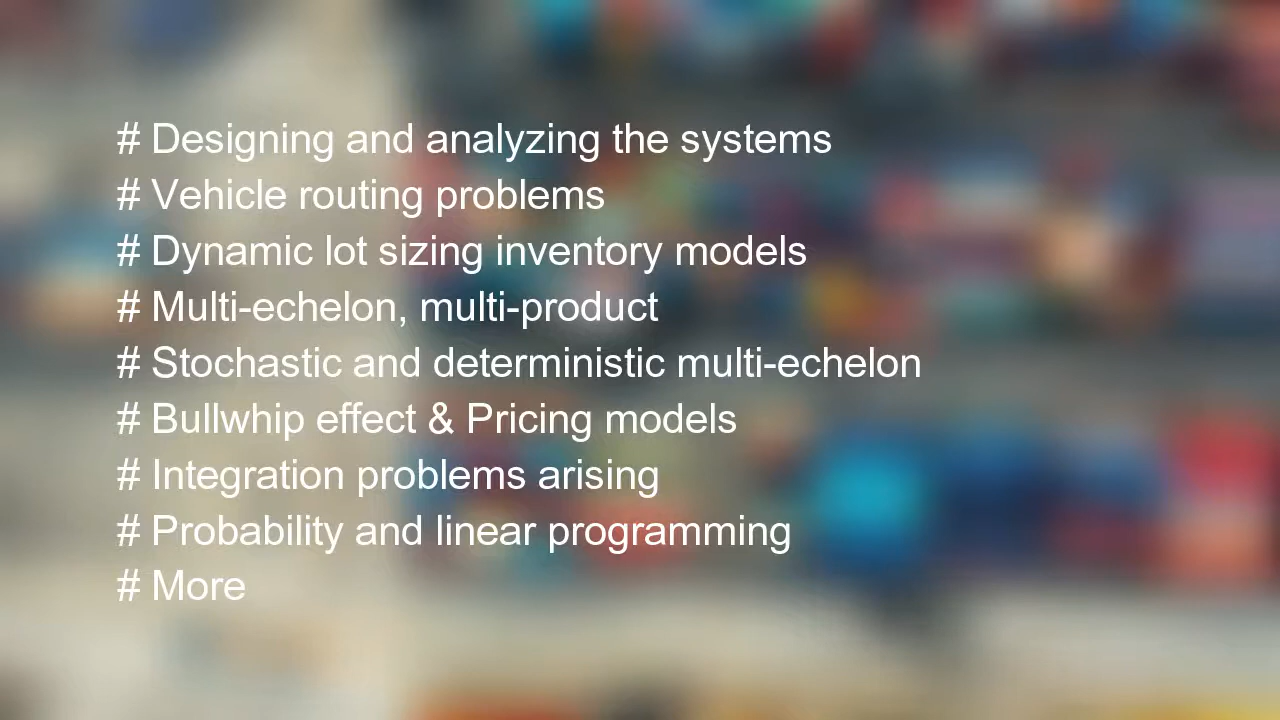 # Designing and analyzing the systems
# Vehicle routing problems
# Dynamic lot sizing inventory models
# Multi-echelon, multi-product
# Stochastic and deterministic multi-echelon
# Bullwhip effect & Pricing models
# Integration problems arising
# Probability and linear programming
# More